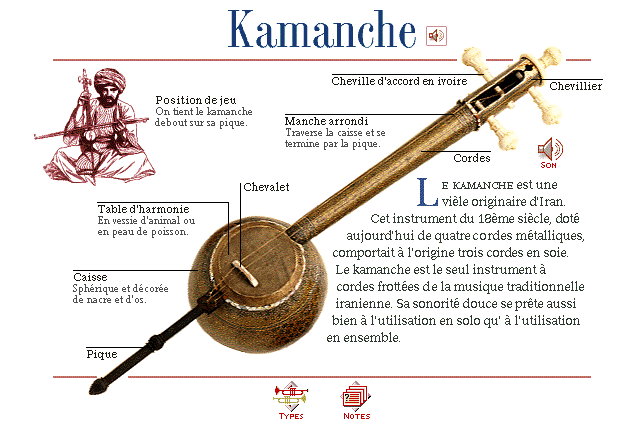 Kamanche
Cheville d'accord en ivoire
Chevillier
Position de jeu
On tient le kamanche
debout sur sa pique.
Manche arrondi
Traverse la caisse et se
termine par la pique.
Cordes
SON
Chevalet
Table d'harmonie
En vessie d'animal ou
en peau de poisson.
Caisse
Sphérique et décorée
de nacre et d'os.
Pique
LE KAMANCHE est une
vièle originaire d'Iran.
Cet instrument du 18ème siècle, doté
aujourd'hui de quatre cordes métalliques,
comportait à l'origine trois cordes en soie.
Le kamanche est le seul instrument à
cordes frottées de la musique traditionnelle
iranienne. Sa sonorité douce se prête aussi
bien à l'utilisation en solo qu' à l'utilisation
en ensemble.
TYPES
NOTES